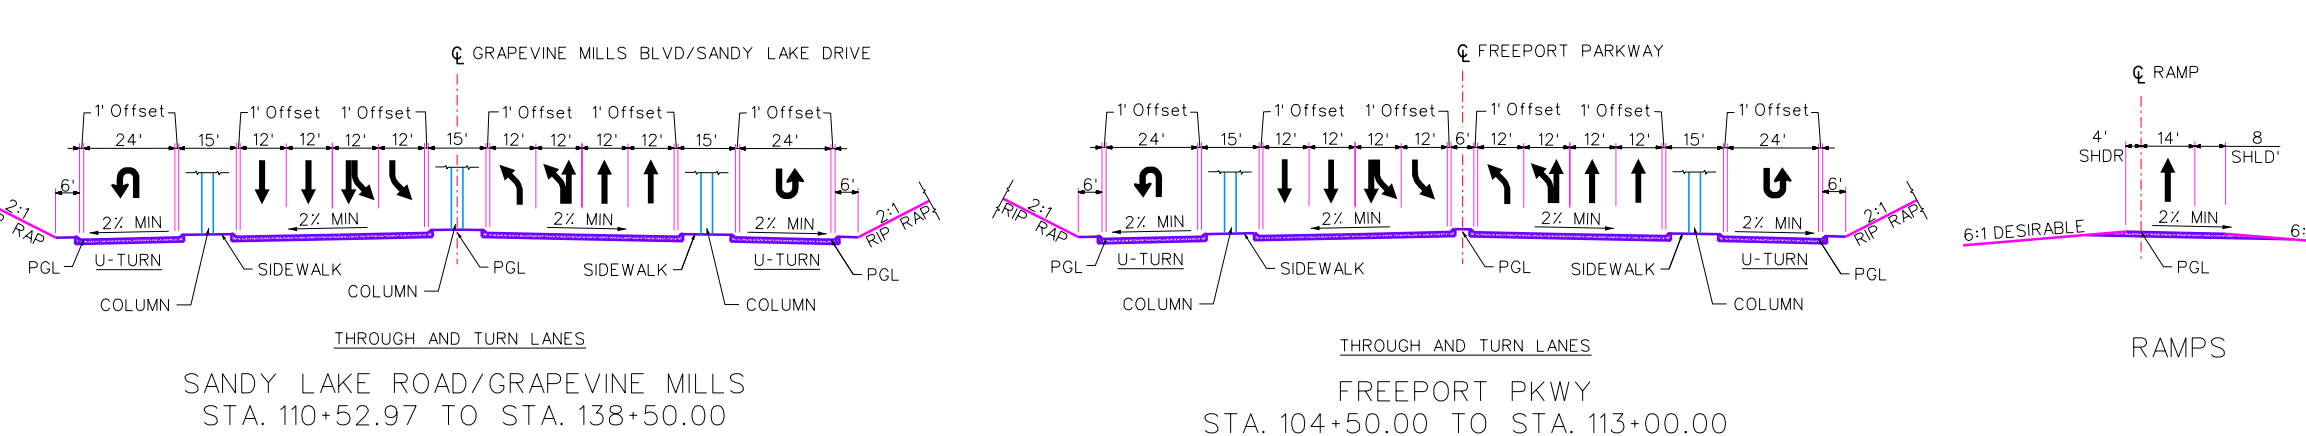 ℄ GRAPEVINE MILLS BLVD/SANDY LAKE DRIVE
1' Offset 1' Offset 1' Offset 1' Offset 1' Offset 1' Offset
24' 15' 12' 12' 12' 12' 15' 12' 12' 12' 12' 15' 24'
6' 6'
2:1 2% MIN 2% MIN 2% MIN 2% MIN 2:1
RAP RIP RAP
PGL U-TURN SIDEWALK PGL SIDEWALK U-TURN PGL
COLUMN COLUMN COLUMN
THROUGH AND TURN LANES
SANDY LAKE ROAD/GRAPEVINE MILLS
STA. 110+52.97 TO STA. 138+50.00
℄ FREEPORT PARKWAY
1' Offset 1' Offset 1' Offset 1' Offset 1' Offset 1' Offset
24' 15' 12' 12' 12' 12' 6' 12' 12' 12' 12' 15' 24'
6' 6'
2:1 2% MIN 2% MIN 2% MIN 2% MIN 2:1
RIP RAP RIP RAP
PGL U-TURN SIDEWALK PGL SIDEWALK U-TURN PGL
COLUMN COLUMN
THROUGH AND TURN LANES
FREEPORT PKWY
STA. 104+50.00 TO STA. 113+00.00
℄ RAMP
4' 14' 8
SHDR SHLD'
2% MIN
6:1 DESIRABLE 6:
PGL
RAMPS